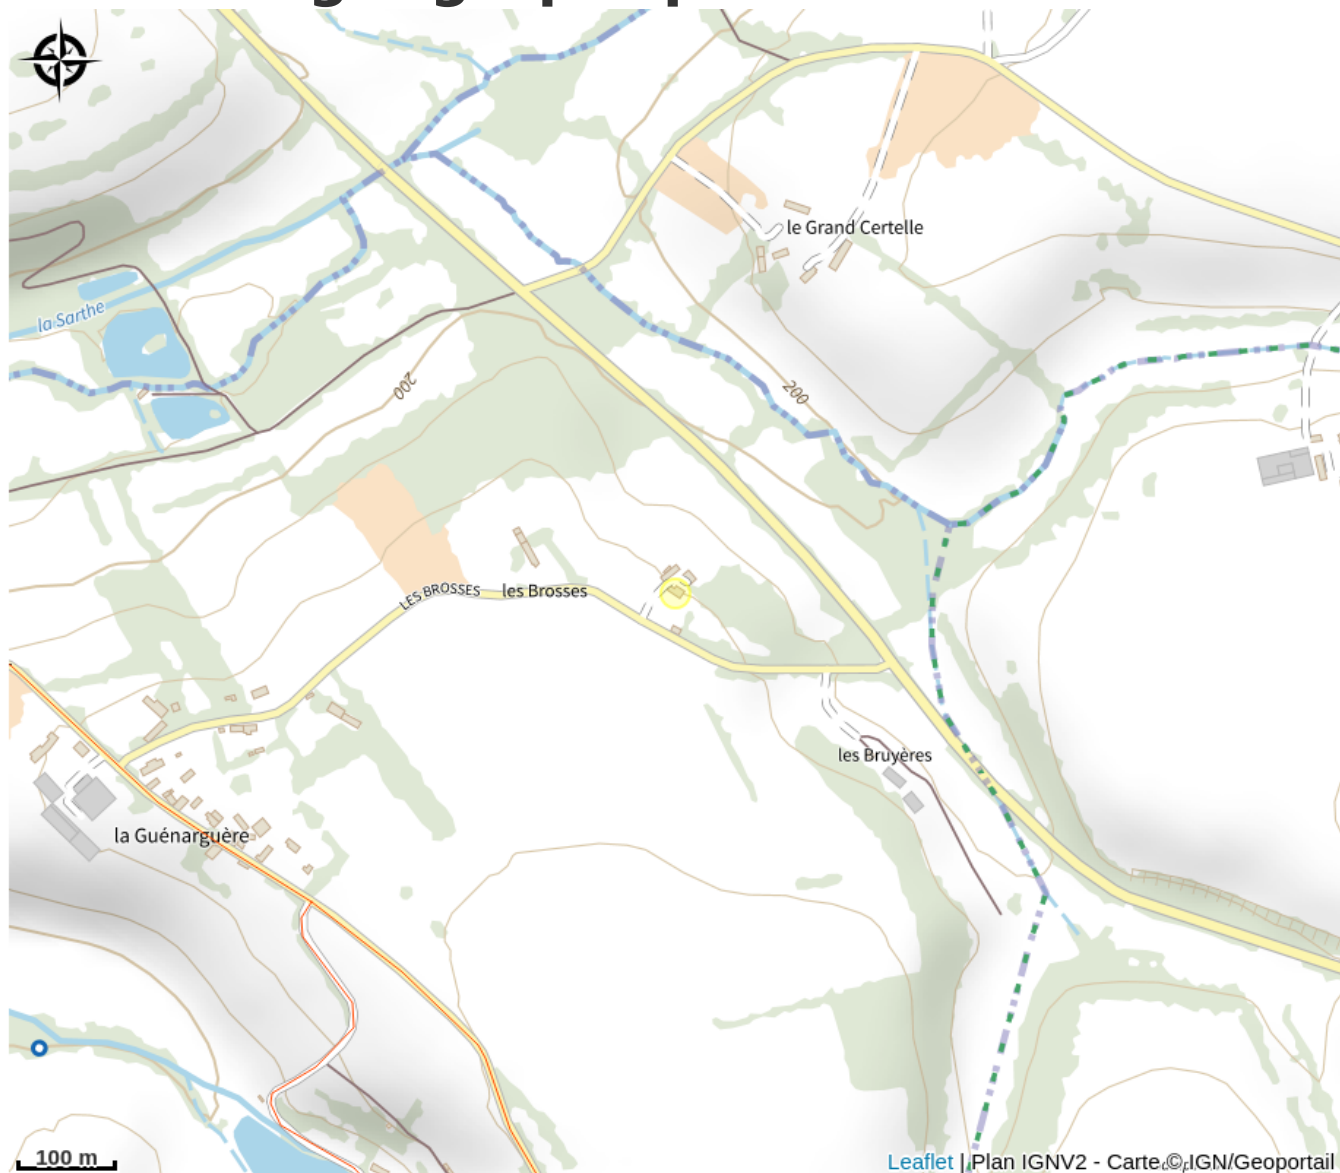 le Grand Certelle
la Sarthe
200
200
LES BROSSES
les Brosses
les Bruyères
la Guénarguère
100 m
Leaflet | Plan IGNV2 - Carte © IGN/Geoportail